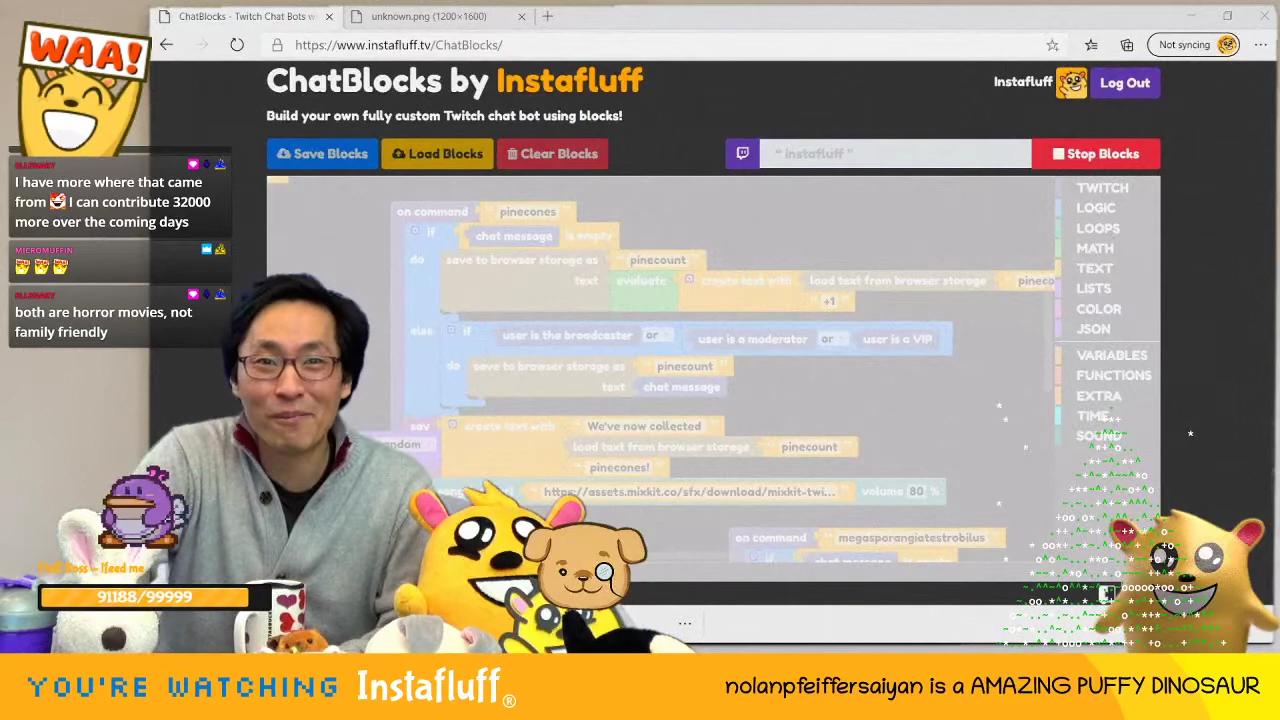 ChatBlocks - Twitch Chat Bots w
unknown.png (1200×1600)
https://www.instafluff.tv/ChatBlocks/
Not syncing
WAA!
ChatBlocks by Instafluff
Instafluff
Log Out
Build your own fully custom Twitch chat bot using blocks!
Save Blocks
Load Blocks
Clear Blocks
" Instafluff "
Stop Blocks
I have more where that came
from I can contribute 32000
more over the coming days
MICROMUFFIN
both are horror movies, not
family friendly
on command " pinecones "
if chat message is empty
do save to browser storage as " pinecount "
text evaluate create text with load text from browser storage " pineco
" +1 "
else if user is the broadcaster or user is a moderator or user is a VIP
do save to browser storage as " pinecount "
text chat message
say create text with " We've now collected "
andom
load text from browser storage " pinecount "
" pinecones! "
" https://assets.mixkit.co/sfx/download/mixkit-twi... " volume 80 %
on command " megasporangiatestrobilus "
if chat message
TWITCH
LOGIC
LOOPS
MATH
TEXT
LISTS
COLOR
JSON
VARIABLES
FUNCTIONS
EXTRA
TIME
SOUND
91188/99999
YOU'RE WATCHING Instafluff®
nolanpfeiffersaiyan is a AMAZING PUFFY DINOSAUR